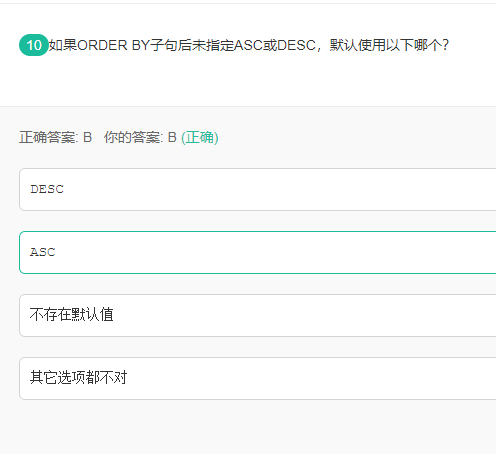 10 如果ORDER BY子句后未指定ASC或DESC，默认使用以下哪个？
正确答案: B 你的答案: B (正确)
DESC
ASC
不存在默认值
其它选项都不对